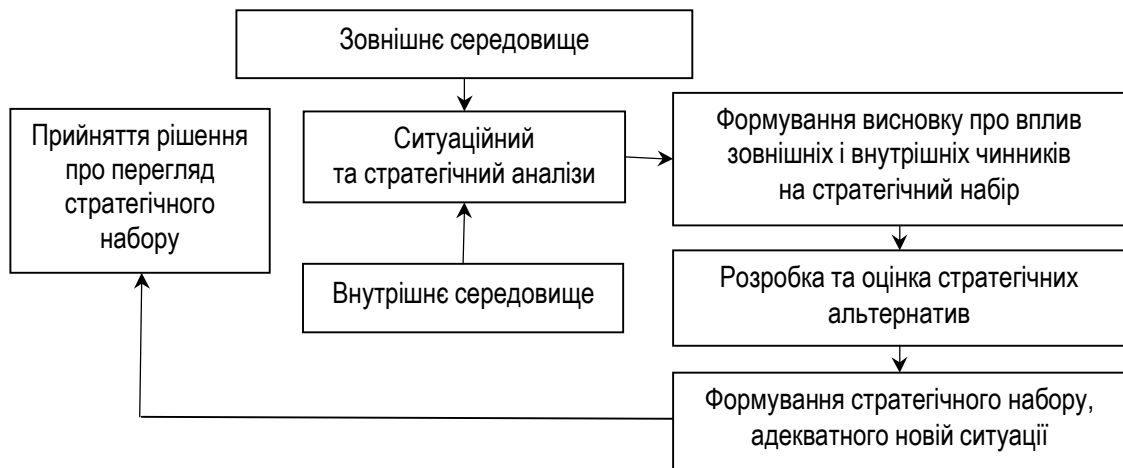 Зовнішнє середовище
Прийняття рішення
про перегляд
стратегічного
набору
Ситуаційний
та стратегічний аналізи
Формування висновку про вплив
зовнішніх і внутрішніх чинників
на стратегічний набір
Внутрішнє середовище
Розробка та оцінка стратегічних
альтернатив
Формування стратегічного набору,
адекватного новій ситуації